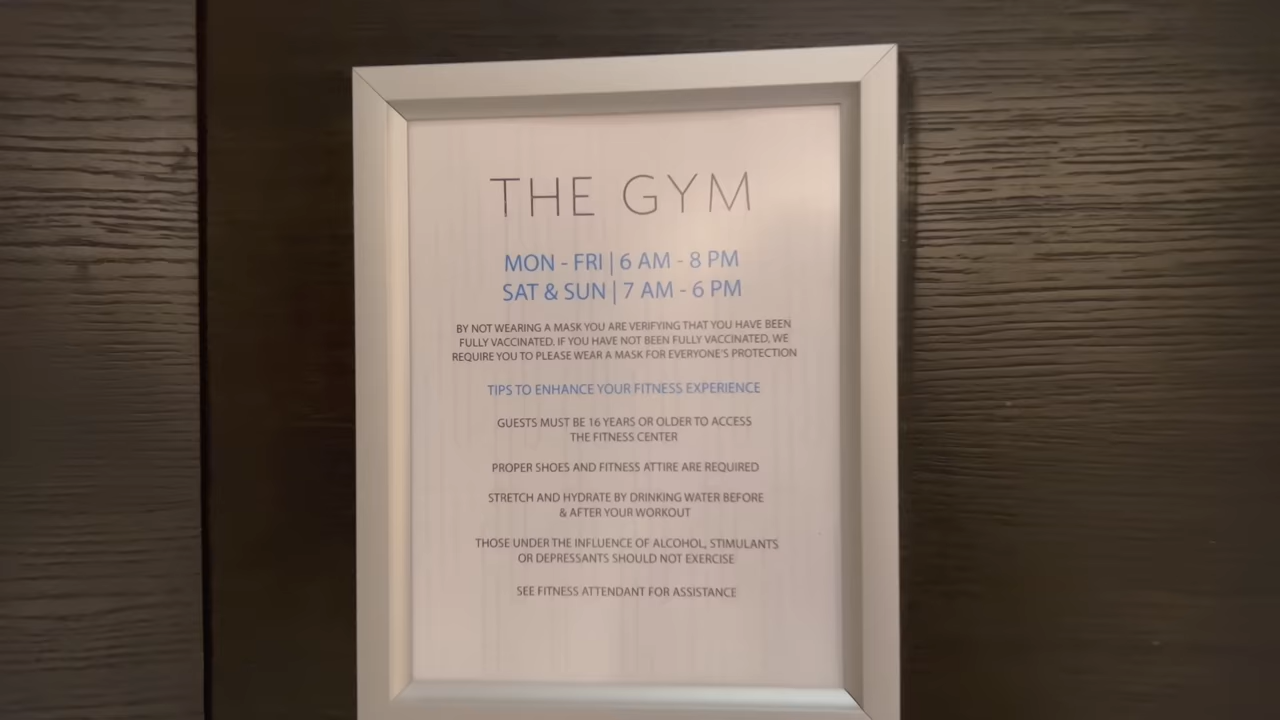 THE GYM
MON - FRI | 6 AM - 8 PM
SAT & SUN | 7 AM - 6 PM
BY NOT WEARING A MASK YOU ARE VERIFYING THAT YOU HAVE BEEN
FULLY VACCINATED. IF YOU HAVE NOT BEEN FULLY VACCINATED, WE
REQUIRE YOU TO PLEASE WEAR A MASK FOR EVERYONE'S PROTECTION
TIPS TO ENHANCE YOUR FITNESS EXPERIENCE
GUESTS MUST BE 16 YEARS OR OLDER TO ACCESS
THE FITNESS CENTER
PROPER SHOES AND FITNESS ATTIRE ARE REQUIRED
STRETCH AND HYDRATE BY DRINKING WATER BEFORE
& AFTER YOUR WORKOUT
THOSE UNDER THE INFLUENCE OF ALCOHOL, STIMULANTS
OR DEPRESSANTS SHOULD NOT EXERCISE
SEE FITNESS ATTENDANT FOR ASSISTANCE